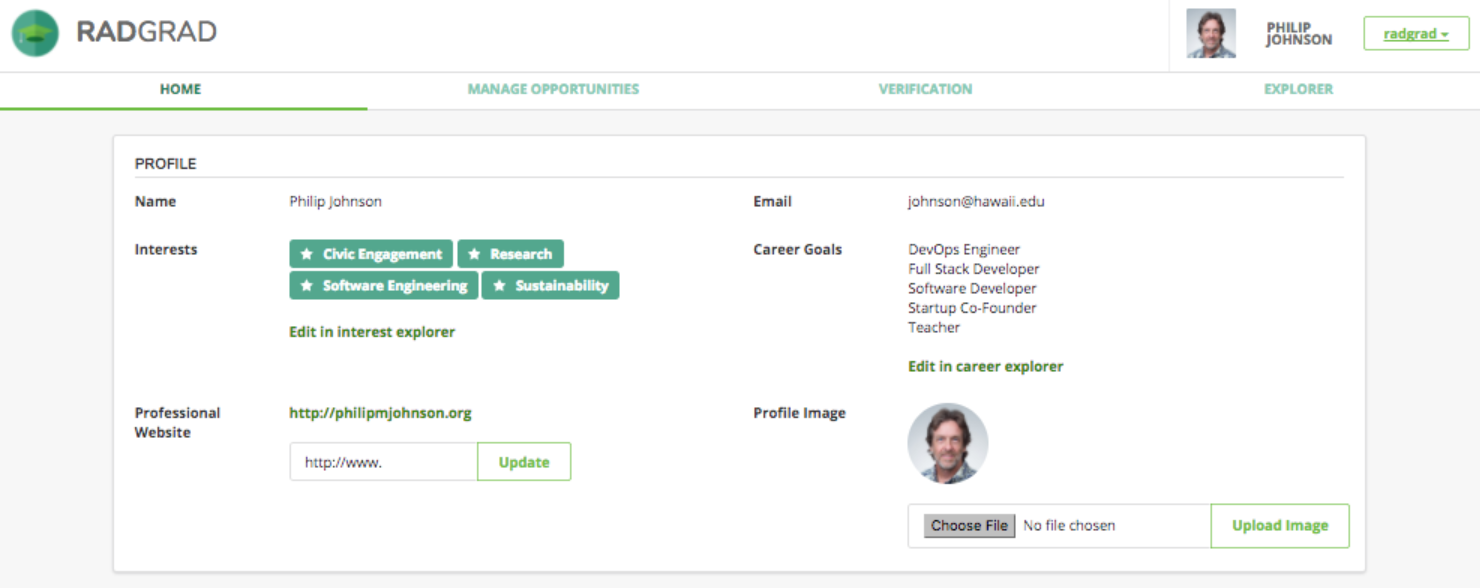 RADGRAD
PHILIP
JOHNSON
radgrad
HOME
MANAGE OPPORTUNITIES
VERIFICATION
EXPLORER
PROFILE
Name
Philip Johnson
Email
johnson@hawaii.edu
Interests
Civic Engagement
Research
Software Engineering
Sustainability
Edit in interest explorer
Career Goals
DevOps Engineer
Full Stack Developer
Software Developer
Startup Co-Founder
Teacher
Edit in career explorer
Professional
Website
http://philipmjohnson.org
http://www.
Update
Profile Image
Choose File
No file chosen
Upload Image